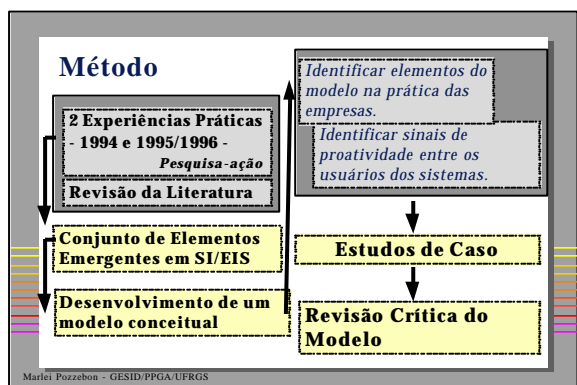 Método
2 Experiências Práticas
- 1994 e 1995/1996 -
Pesquisa-ação
Revisão da Literatura
Conjunto de Elementos
Emergentes em SI/EIS
Desenvolvimento de um
modelo conceitual
Identificar elementos do
modelo na prática das
empresas.
Identificar sinais de
proatividade entre os
usuários dos sistemas.
Estudos de Caso
Revisão Crítica do
Modelo
Marlei Pozzebon - GESID/PPGA/UFRGS